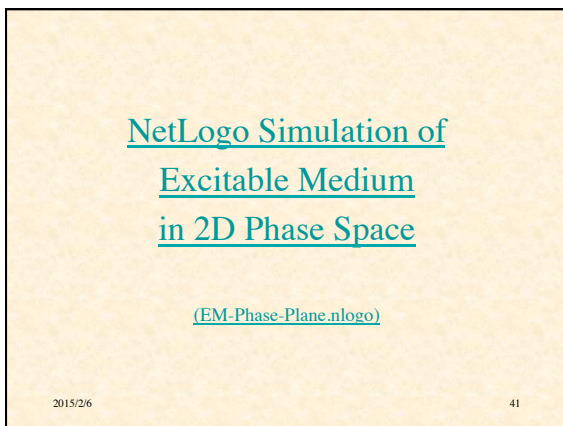 NetLogo Simulation of
Excitable Medium
in 2D Phase Space
(EM-Phase-Plane.nlogo)
2015/2/6 41